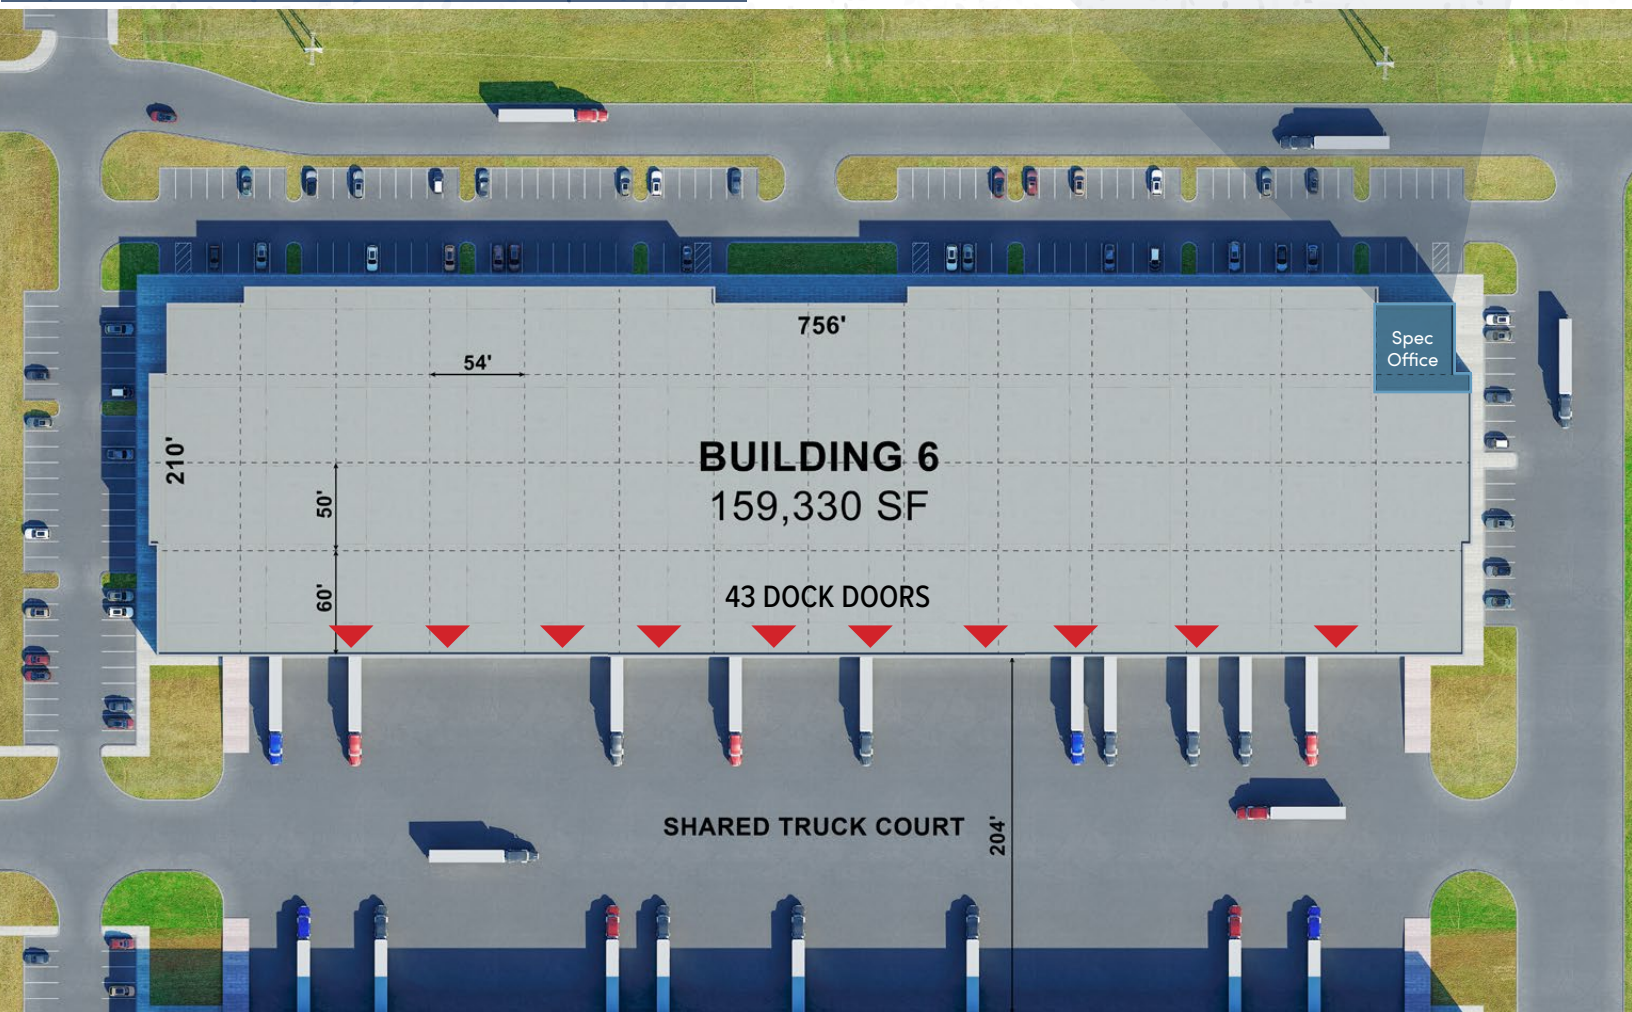 756'
54'
Spec
Office
210'
BUILDING 6
159,330 SF
50'
60'
43 DOCK DOORS
SHARED TRUCK COURT
204'